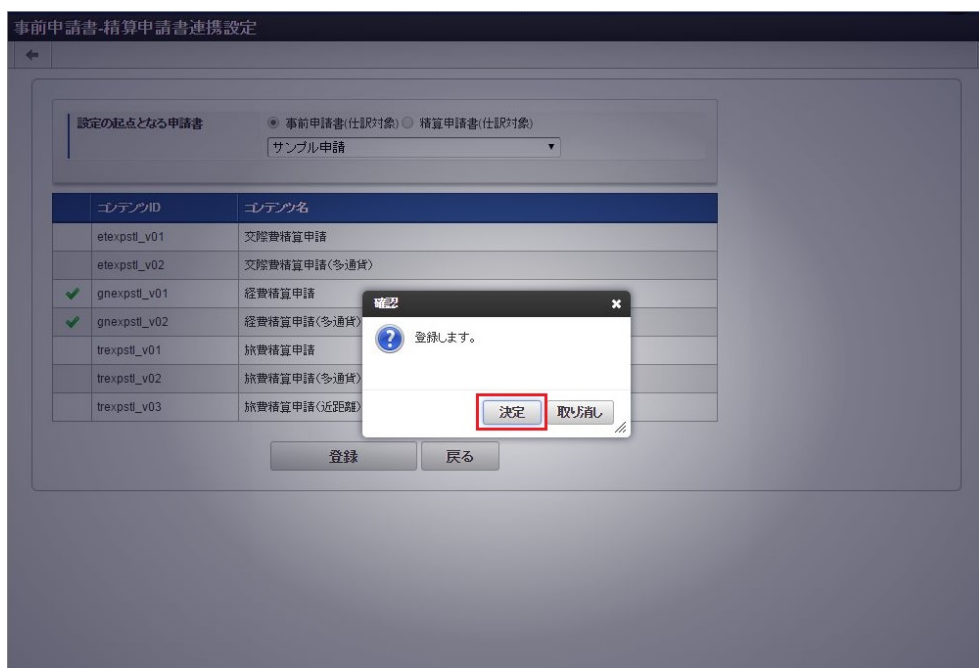 事前申請書-精算申請書連携設定
設定の起点となる申請書
事前申請書(仕訳対象) 精算申請書(仕訳対象)
サンプル申請
コンテンツID コンテンツ名
etexpstl_v01 交際費精算申請
etexpstl_v02 交際費精算申請(多通貨)
gnexpstl_v01 経費精算申請
gnexpstl_v02 経費精算申請(多通貨)
trexpstl_v01 旅費精算申請
trexpstl_v02 旅費精算申請(多通貨)
trexpstl_v03 旅費精算申請(近距離)
確認
登録します。
決定 取り消し
登録 戻る